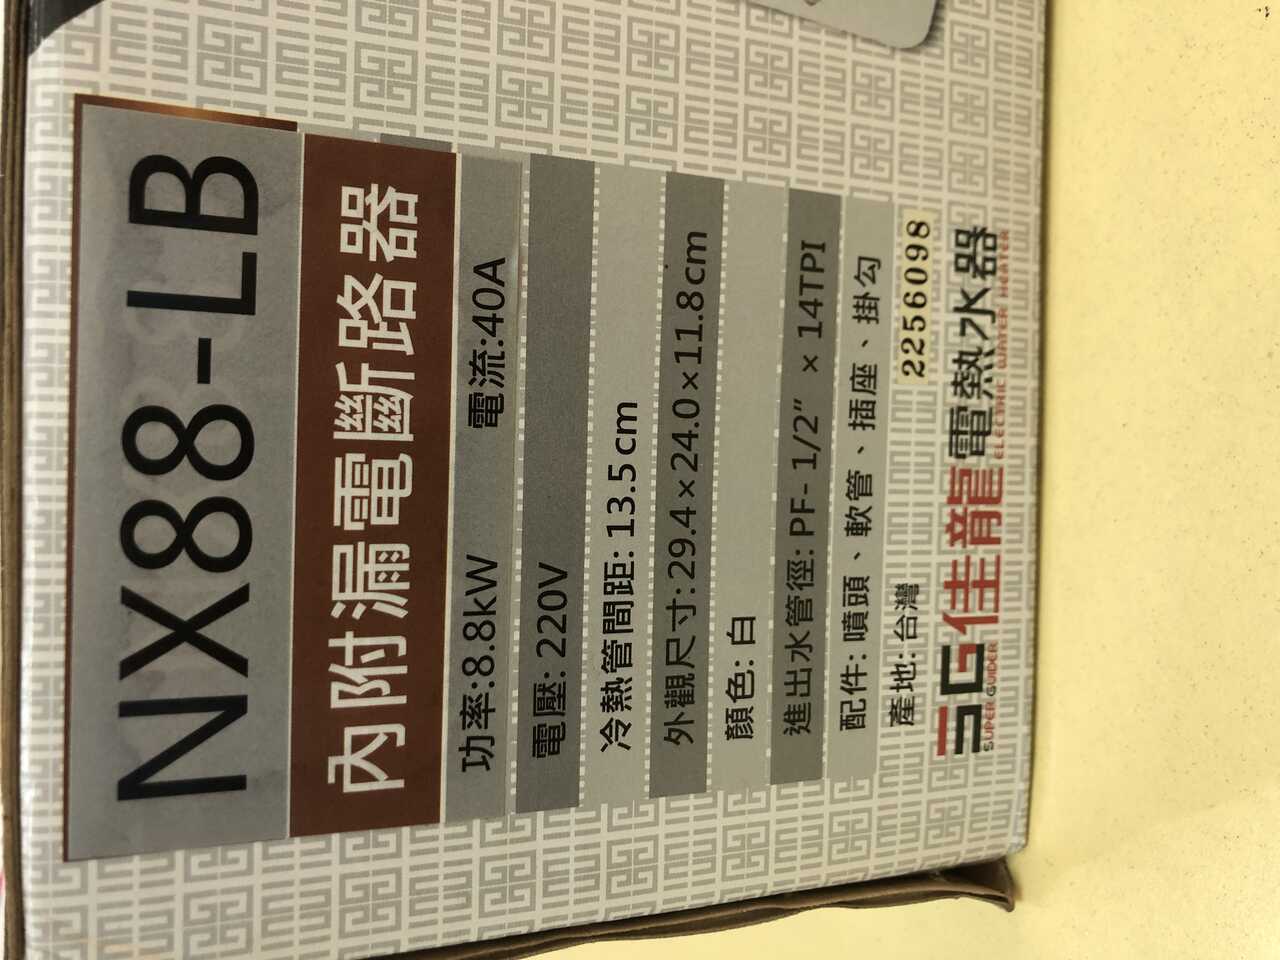 NX88-LB
內附漏電斷路器
功率:8.8kW 電流:40A
電壓: 220V
冷熱管間距: 13.5cm
外觀尺寸:29.4×24.0×11.8cm
顏色: 白
進出水管徑: PF-1/2" × 14TPI
配件: 噴頭、軟管、插座、掛勾
產地: 台灣 2256098
SG佳龍電熱水器
SUPER GUIDER ELECTRIC WATER HEATER